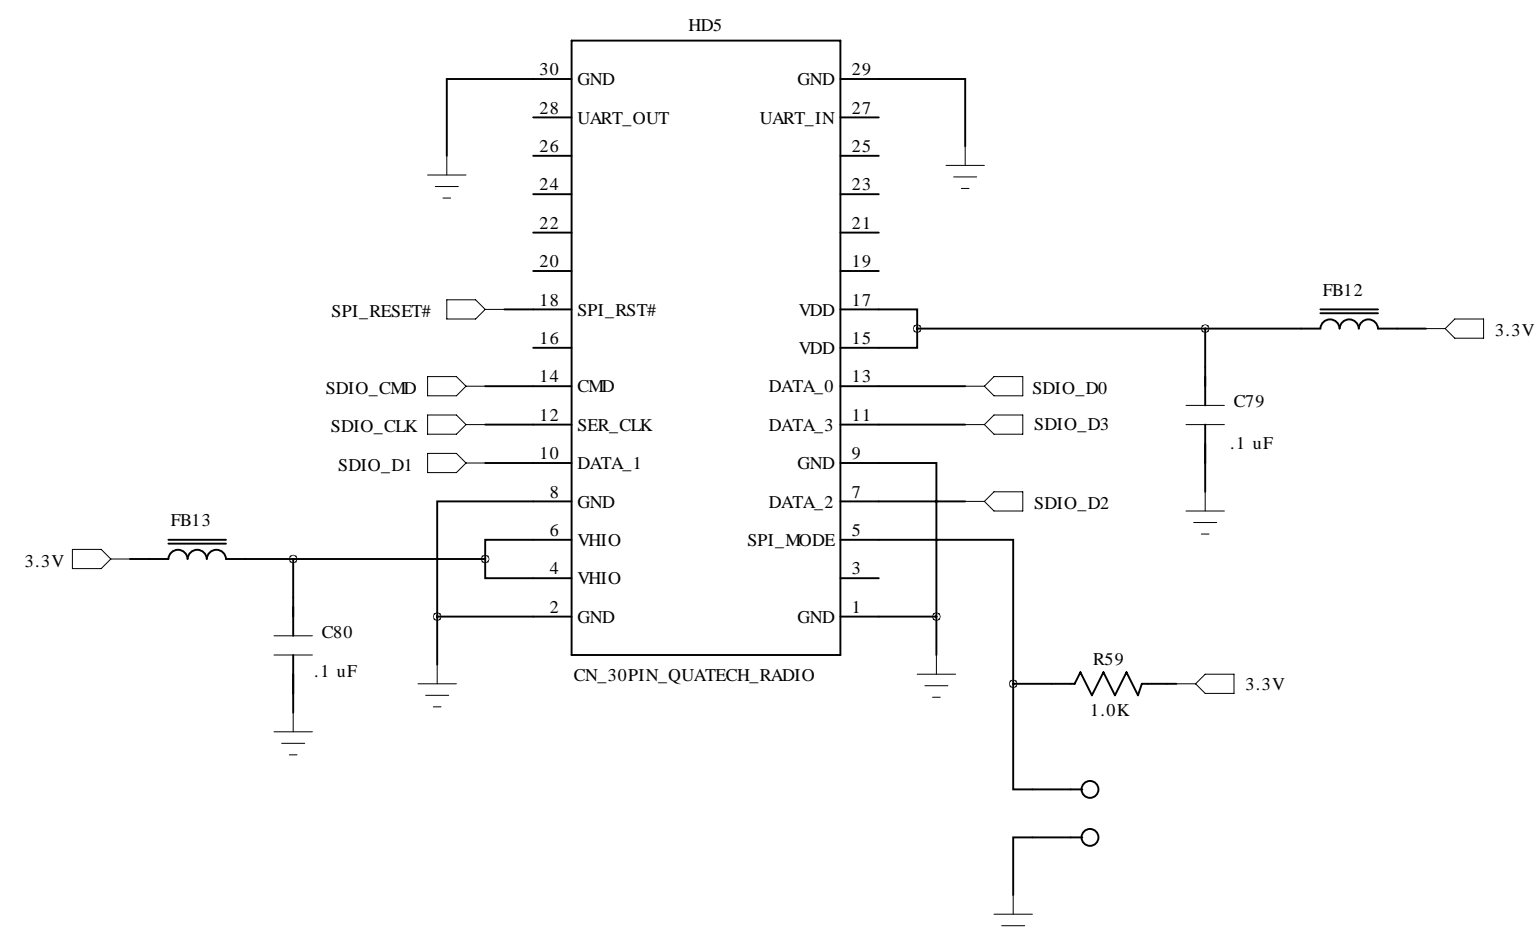 HD5
30 GND GND 29
28 UART_OUT UART_IN 27
26 25
24 23
22 21
20 19
SPI_RESET# 18 SPI_RST# VDD 17
FB12
3.3V
16 VDD 15
SDIO_CMD 14 CMD DATA_0 13 SDIO_D0
C79
SDIO_CLK 12 SER_CLK DATA_3 11 SDIO_D3
.1 uF
SDIO_D1 10 DATA_1 GND 9
8 GND DATA_2 7 SDIO_D2
FB13
6 VHIO SPI_MODE 5
3.3V
4 VHIO 3
2 GND GND 1
C80
.1 uF
CN_30PIN_QUATECH_RADIO
R59
3.3V
1.0K